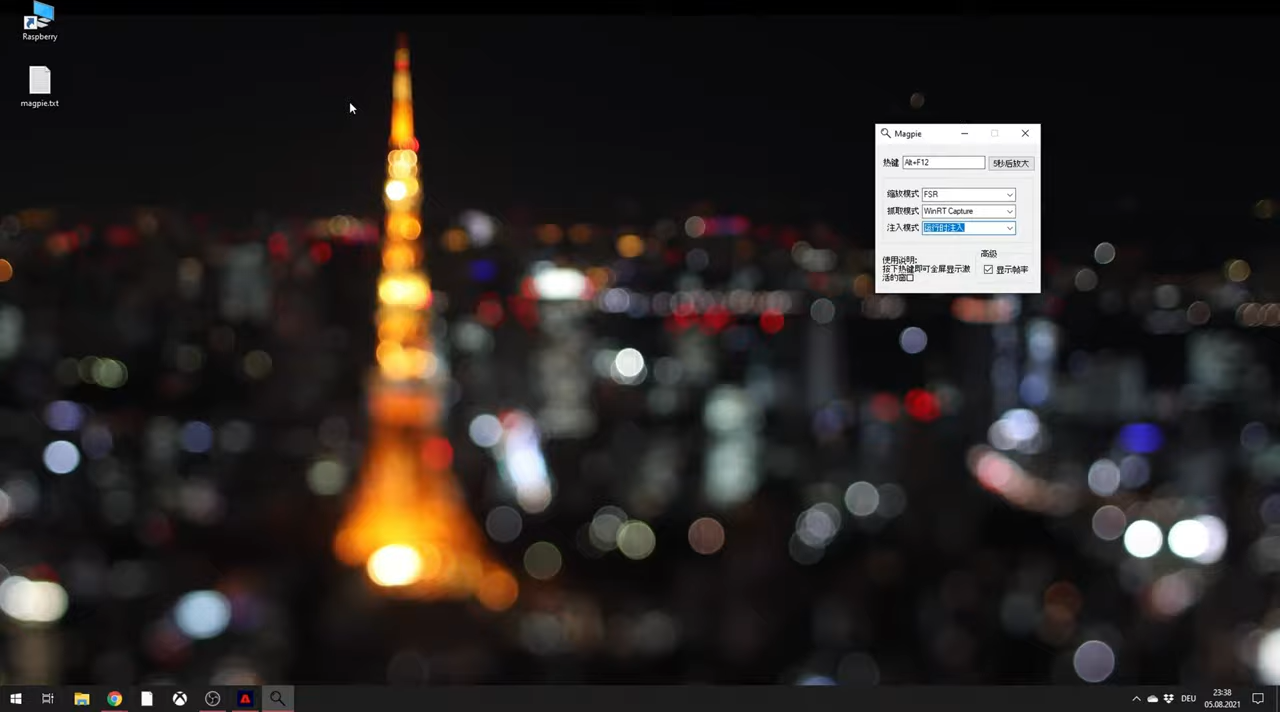 Raspberry
magpie.txt
Magpie
热键 Alt+F12 5秒后放大
缩放模式 FSR
抓取模式 WinRT Capture
注入模式 运行时注入
使用说明:
按下热键即可全屏显示激
活的窗口
高级
显示帧率
DEU
23:38
05.08.2021